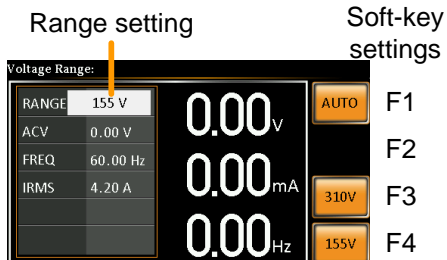 Range setting
Soft-key
settings
Voltage Range:
RANGE 155 V
ACV 0.00 V
FREQ 60.00 Hz
IRMS 4.20 A
0.00V
0.00mA
0.00Hz
AUTO F1
F2
310V F3
155V F4